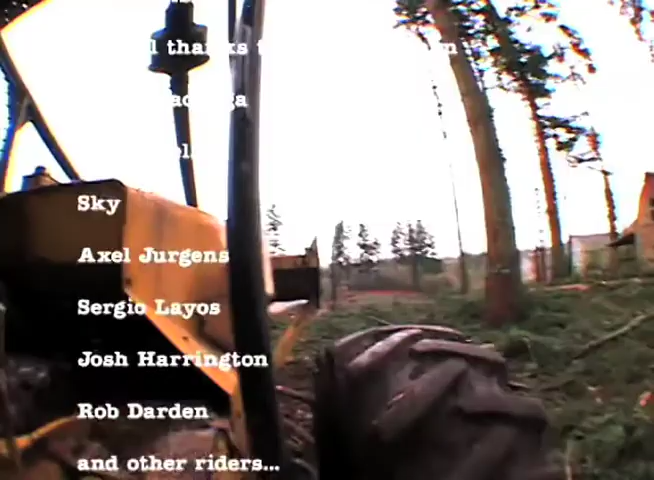 Sky
Axel Jurgens
Sergio Layos
Josh Harrington
Rob Darden
and other riders...